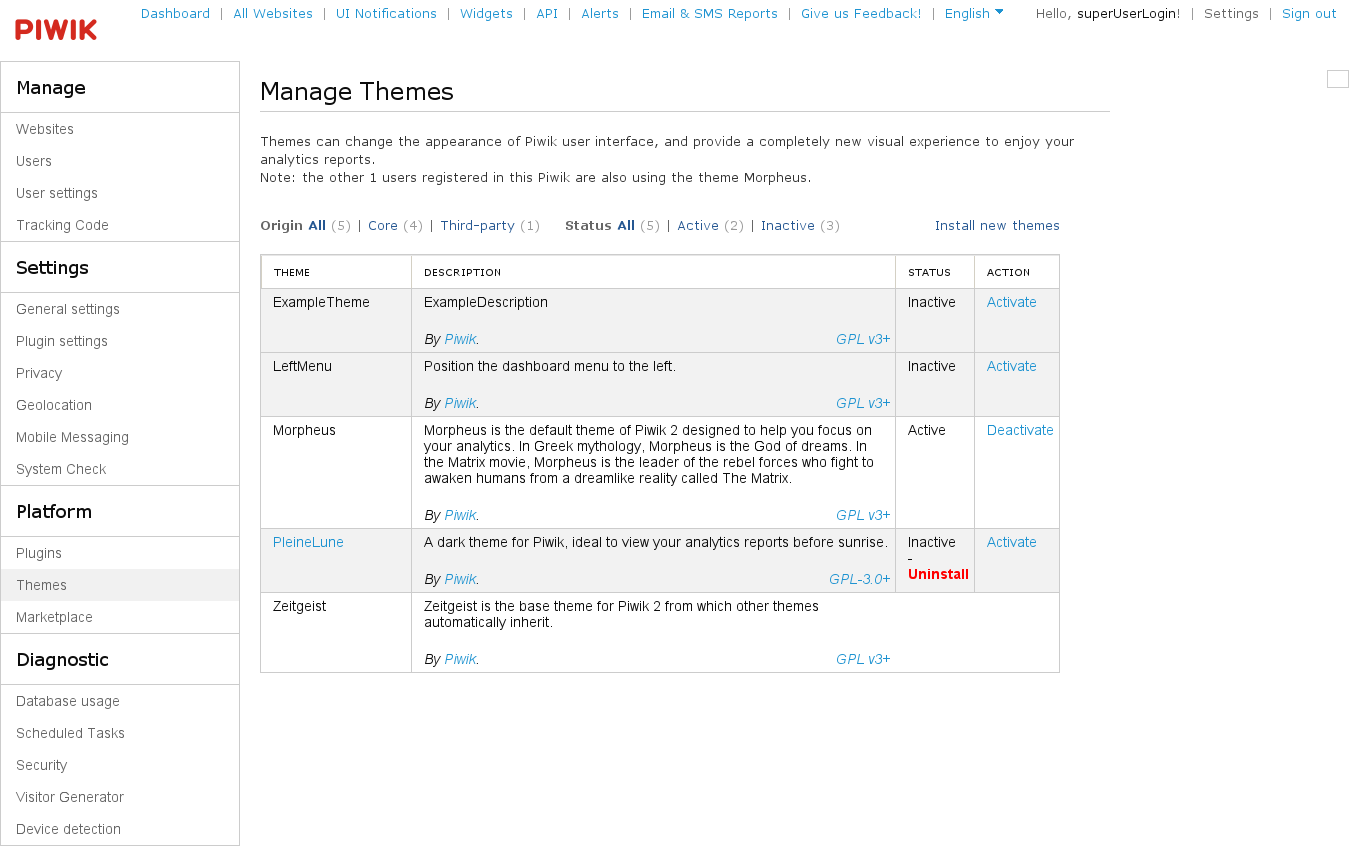 PIWIK
Dashboard | All Websites | UI Notifications | Widgets | API | Alerts | Email & SMS Reports | Give us Feedback! | English Hello, superUserLogin! | Settings | Sign out
Manage
Websites
Users
User settings
Tracking Code
Settings
General settings
Plugin settings
Privacy
Geolocation
Mobile Messaging
System Check
Platform
Plugins
Themes
Marketplace
Diagnostic
Database usage
Scheduled Tasks
Security
Visitor Generator
Device detection
Manage Themes
Themes can change the appearance of Piwik user interface, and provide a completely new visual experience to enjoy your
analytics reports.
Note: the other 1 users registered in this Piwik are also using the theme Morpheus.
Origin All (5) | Core (4) | Third-party (1) Status All (5) | Active (2) | Inactive (3) Install new themes
THEME DESCRIPTION STATUS ACTION
ExampleTheme ExampleDescription Inactive Activate
By Piwik. GPL v3+
LeftMenu Position the dashboard menu to the left. Inactive Activate
By Piwik. GPL v3+
Morpheus Morpheus is the default theme of Piwik 2 designed to help you focus on Active Deactivate
your analytics. In Greek mythology, Morpheus is the God of dreams. In
the Matrix movie, Morpheus is the leader of the rebel forces who fight to
awaken humans from a dreamlike reality called The Matrix.
By Piwik. GPL v3+
PleineLune A dark theme for Piwik, ideal to view your analytics reports before sunrise. Inactive Activate
-
By Piwik. GPL-3.0+ Uninstall
Zeitgeist Zeitgeist is the base theme for Piwik 2 from which other themes
automatically inherit.
By Piwik. GPL v3+